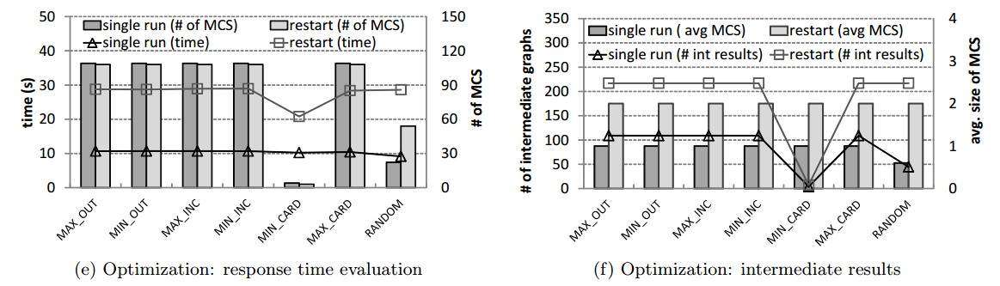 50
40
30
20
10
0
time (s)
150
120
90
60
30
0
# of MCS
single run (# of MCS)
restart (# of MCS)
single run (time)
restart (time)
MAX_OUT
MIN_OUT
MAX_INC
MIN_INC
MIN_CARD
MAX_CARD
RANDOM
(e) Optimization: response time evaluation
350
300
250
200
150
100
50
0
# of intermediate graphs
4
3
2
1
0
avg. size of MCS
single run ( avg MCS)
restart (avg MCS)
single run (# int results)
restart (# int results)
MAX_OUT
MIN_OUT
MAX_INC
MIN_INC
MIN_CARD
MAX_CARD
RANDOM
(f) Optimization: intermediate results